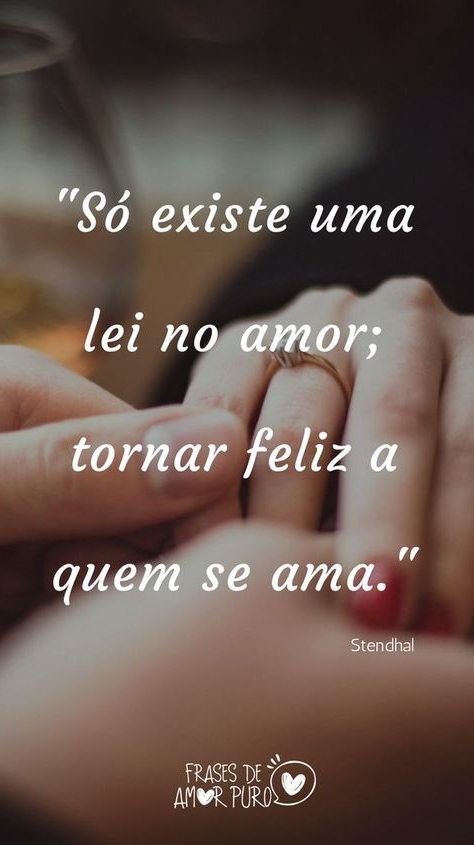 "Só existe uma
lei no amor;
tornar feliz a
quem se ama."
Stendhal
FRASES DE
AMOR PURO